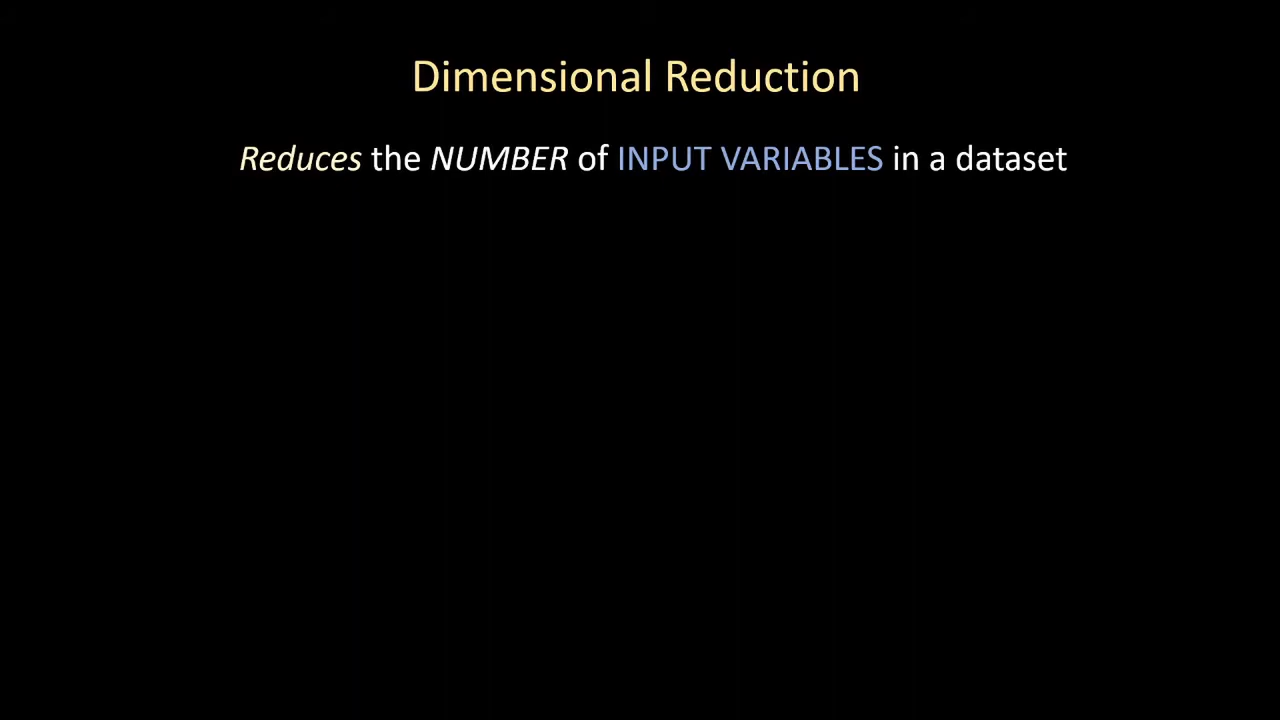 Dimensional Reduction
Reduces the NUMBER of INPUT VARIABLES in a dataset